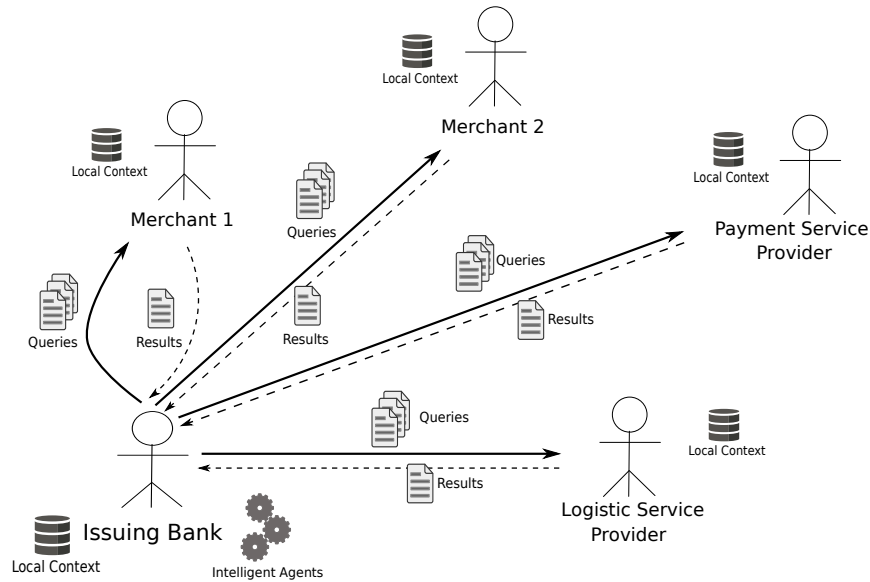 Local Context
Merchant 2
Local Context
Merchant 1
Local Context
Payment Service
Provider
Queries
Queries
Queries
Results
Results
Results
Queries
Local Context
Results
Logistic Service
Provider
Issuing Bank
Local Context
Intelligent Agents